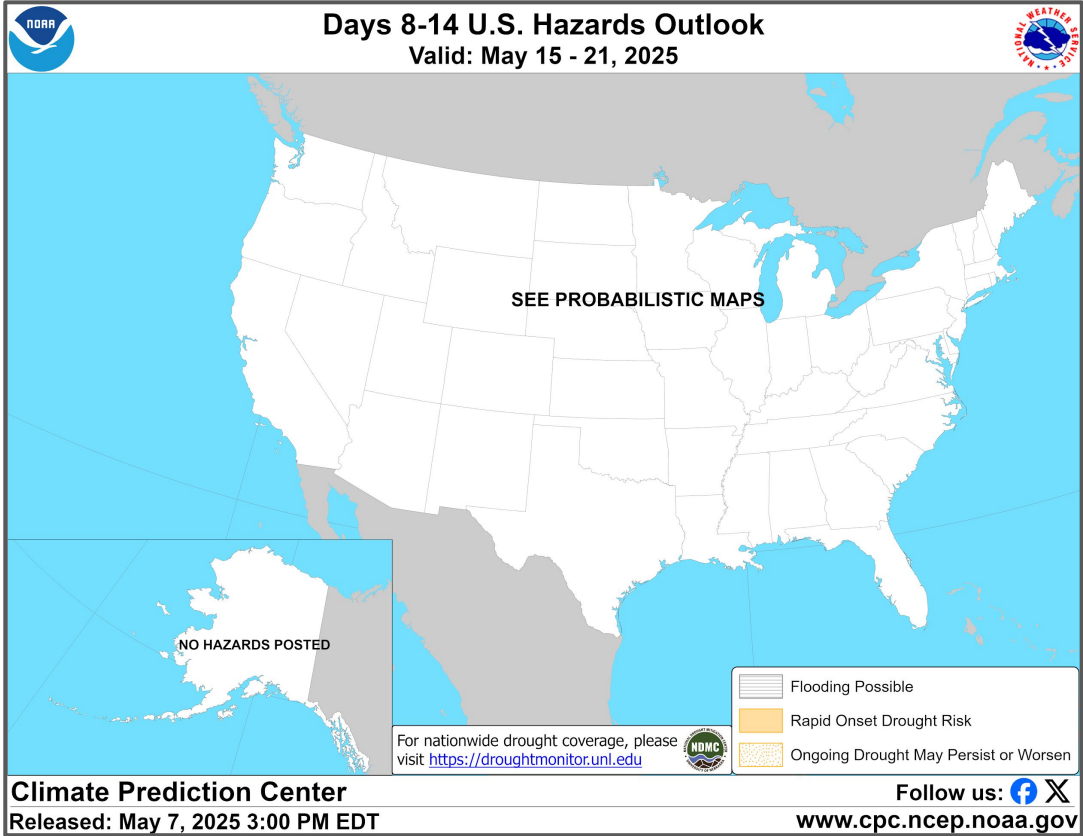 NOAA
Days 8-14 U.S. Hazards Outlook
Valid: May 15 - 21, 2025
NATIONAL WEATHER SERVICE
SEE PROBABILISTIC MAPS
NO HAZARDS POSTED
Flooding Possible
Rapid Onset Drought Risk
Ongoing Drought May Persist or Worsen
For nationwide drought coverage, please
visit https://droughtmonitor.unl.edu
NDMC
Climate Prediction Center
Released: May 7, 2025 3:00 PM EDT
Follow us:
www.cpc.ncep.noaa.gov